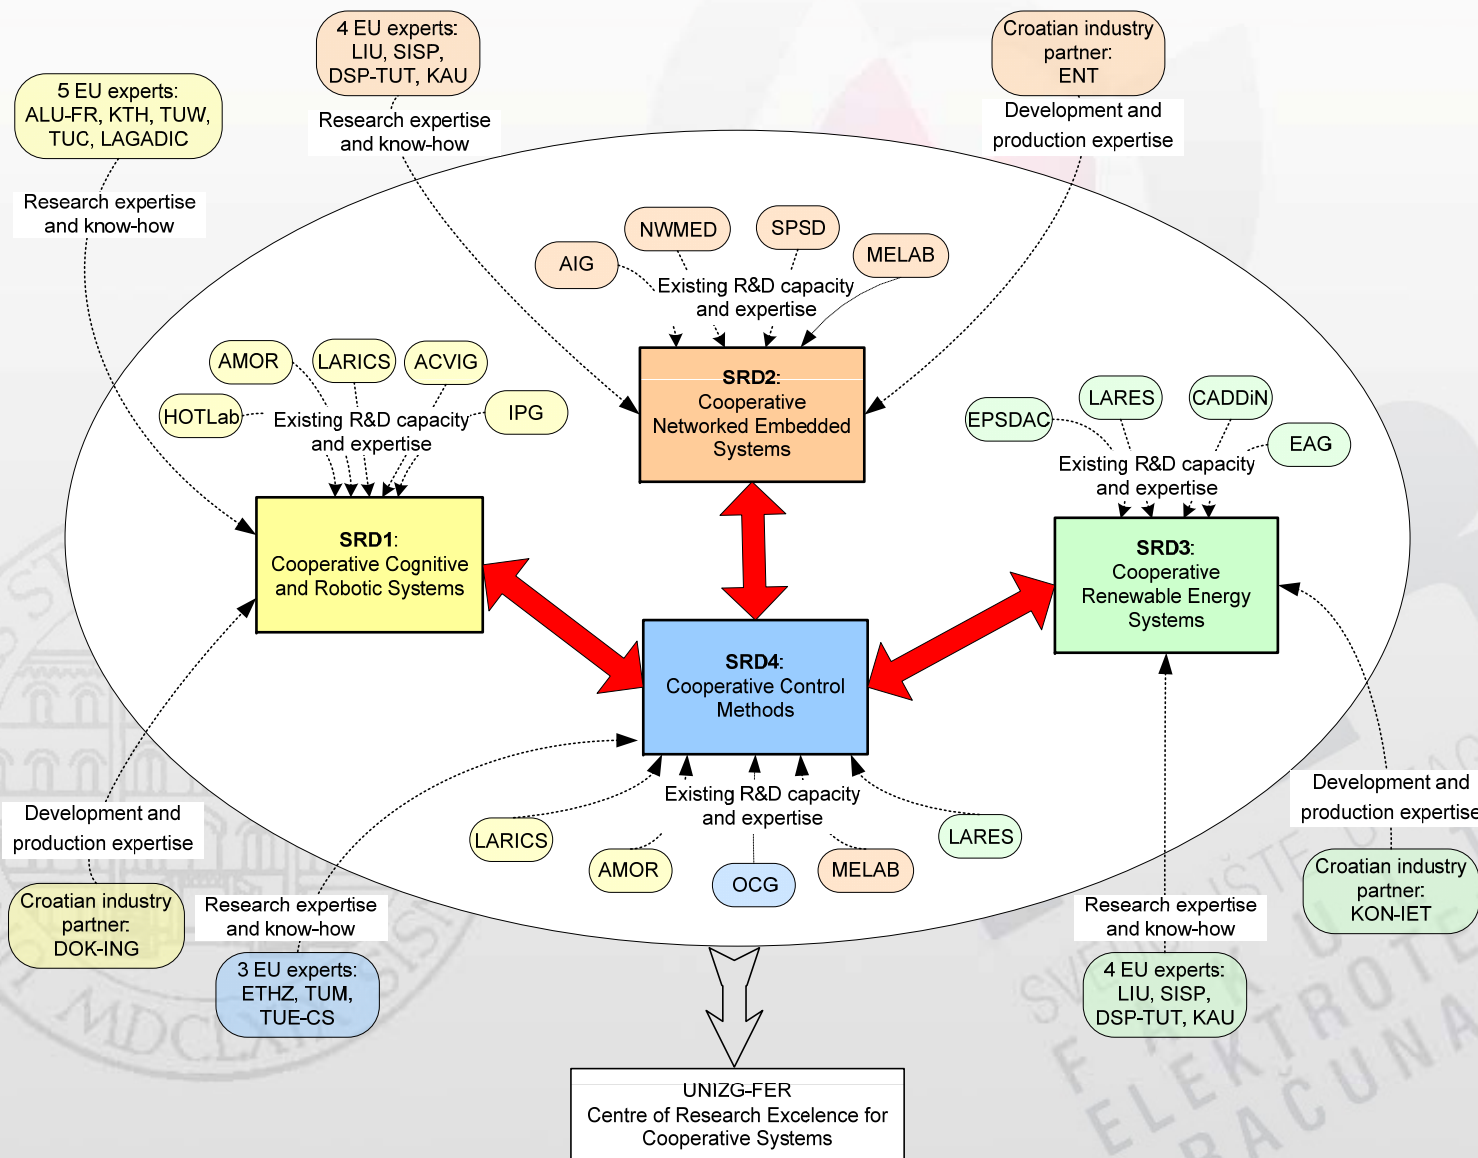 4 EU experts:
LIU, SISP,
DSP-TUT, KAU
Croatian industry
partner:
ENT
5 EU experts:
ALU-FR, KTH, TUW,
TUC, LAGADIC
Research expertise
and know-how
Development and
production expertise
Research expertise
and know-how
NWMED
SPSD
AIG
MELAB
Existing R&D capacity
and expertise
AMOR
LARICS
ACVIG
HOTLab
IPG
Existing R&D capacity
and expertise
SRD2:
Cooperative
Networked Embedded
Systems
EPSDAC
LARES
CADDiN
EAG
Existing R&D capacity
and expertise
SRD1:
Cooperative Cognitive
and Robotic Systems
SRD3:
Cooperative
Renewable Energy
Systems
SRD4:
Cooperative Control
Methods
Existing R&D capacity
and expertise
LARICS
AMOR
OCG
MELAB
LARES
Development and
production expertise
Croatian industry
partner:
DOK-ING
Research expertise
and know-how
3 EU experts:
ETHZ, TUM,
TUE-CS
Development and
production expertise
Croatian industry
partner:
KON-IET
Research expertise
and know-how
4 EU experts:
LIU, SISP,
DSP-TUT, KAU
UNIZG-FER
Centre of Research Excelence for
Cooperative Systems
MDCLXIX